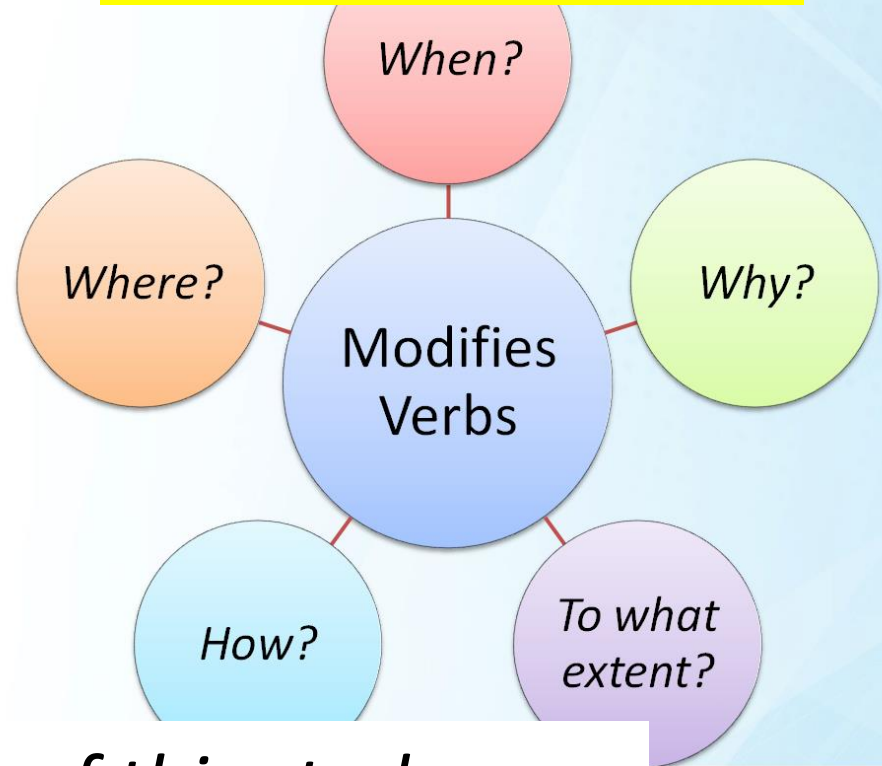 When?
Where?
Why?
Modifies
Verbs
How?
To what
extent?